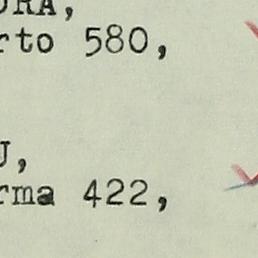 ORA,
rto 580,
U,
rma 422,